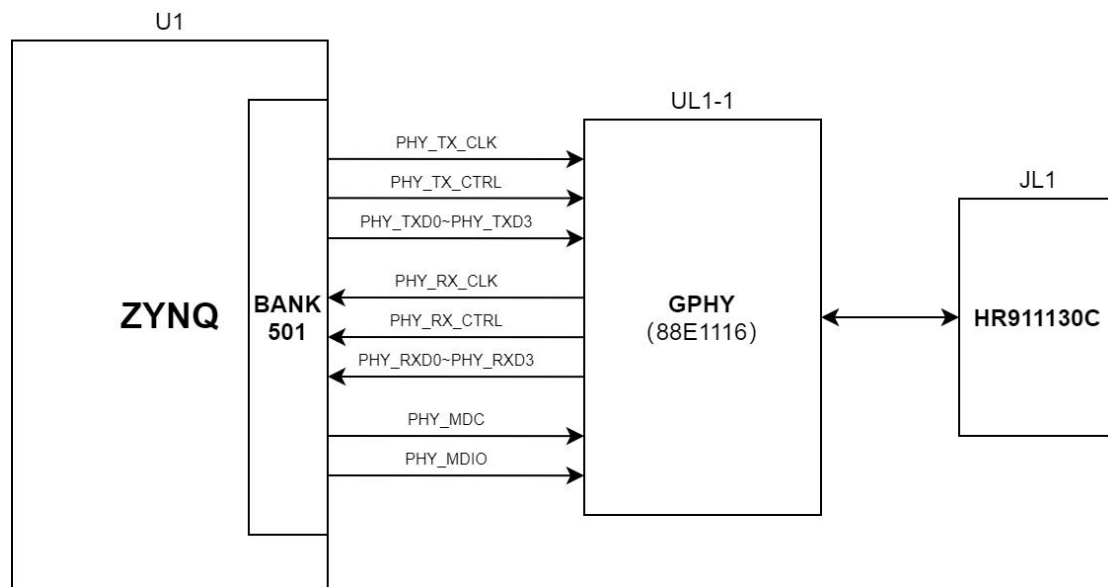 U1
UL1-1
JL1
PHY_TX_CLK
PHY_TX_CTRL
PHY_TXD0~PHY_TXD3
PHY_RX_CLK
PHY_RX_CTRL
PHY_RXD0~PHY_RXD3
PHY_MDC
PHY_MDIO
ZYNQ
BANK
501
GPHY
(88E1116)
HR911130C